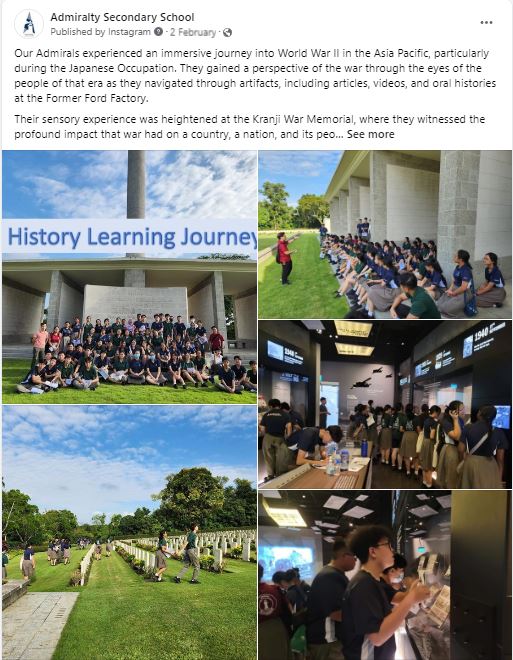 Admiralty Secondary School
Published by Instagram · 2 February ·
Our Admirals experienced an immersive journey into World War II in the Asia Pacific, particularly
during the Japanese Occupation. They gained a perspective of the war through the eyes of the
people of that era as they navigated through artifacts, including articles, videos, and oral histories
at the Former Ford Factory.
Their sensory experience was heightened at the Kranji War Memorial, where they witnessed the
profound impact that war had on a country, a nation, and its peo... See more
History Learning Journey
1940
1940